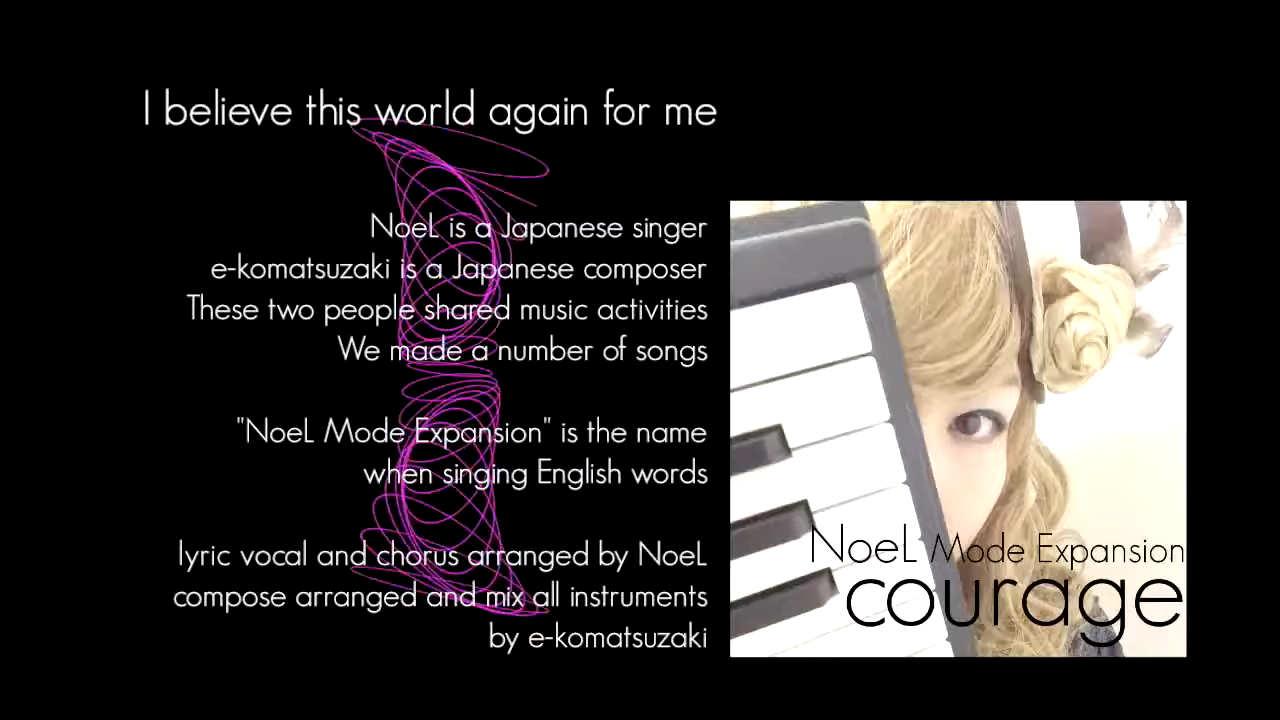 I believe this world again for me
NoeL is a Japanese singer
e-komatsuzaki is a Japanese composer
These two people shared music activities
We made a number of songs
"NoeL Mode Expansion" is the name
when singing English words
lyric vocal and chorus arranged by NoeL
compose arranged and mix all instruments
by e-komatsuzaki
NoeL Mode Expansion
courage